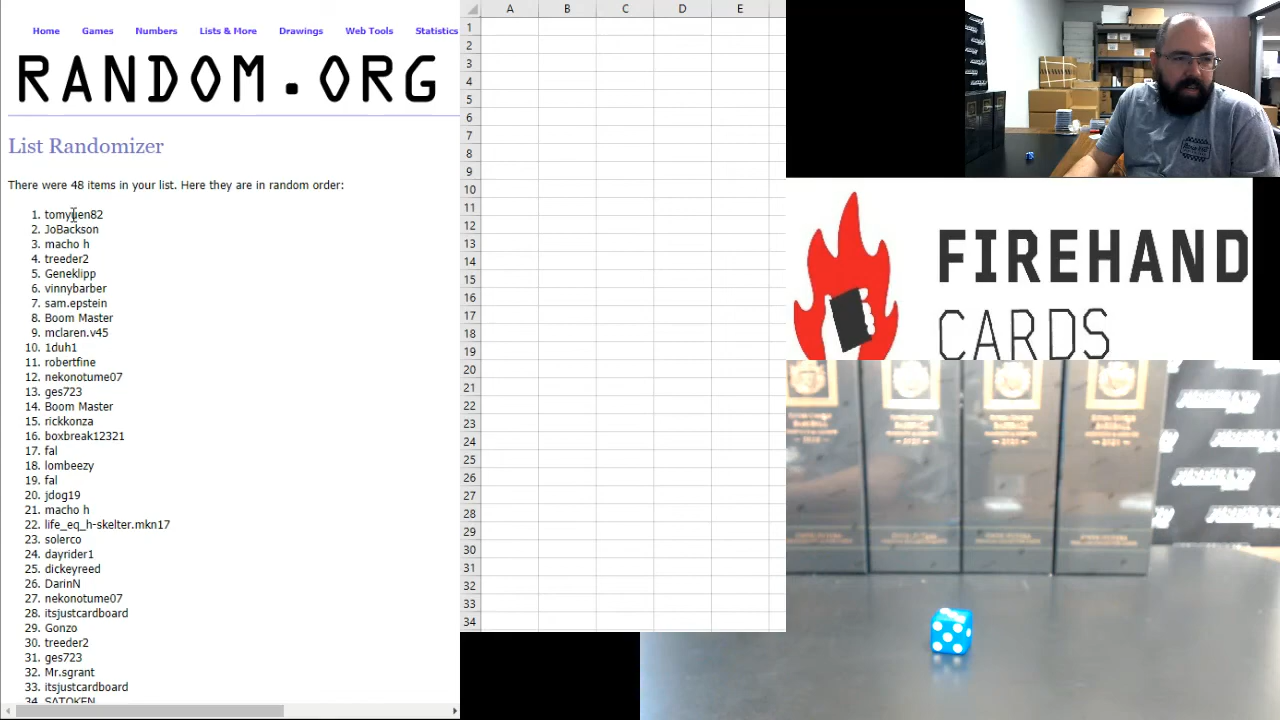 Home Games Numbers Lists & More Drawings Web Tools Statistics
RANDOM.ORG
List Randomizer
There were 48 items in your list. Here they are in random order:
1. tomyuen82
2. JoBackson
3. macho h
4. treeder2
5. Geneklipp
6. vinnybarber
7. sam.epstein
8. Boom Master
9. mclaren.v45
10. 1duh1
11. robertfine
12. nekonotume07
13. ges723
14. Boom Master
15. rickkonza
16. boxbreak12321
17. fal
18. lombeezy
19. fal
20. jdog19
21. macho h
22. life_eq_h-skelter.mkn17
23. solerco
24. dayrider1
25. dickeyreed
26. DarinN
27. nekonotume07
28. itsjustcardboard
29. Gonzo
30. treeder2
31. ges723
32. Mr.sgrant
33. itsjustcardboard
34. SATOKEN
A B C D E
1
2
3
4
5
6
7
8
9
10
11
12
13
14
15
16
17
18
19
20
21
22
23
24
25
26
27
28
29
30
31
32
33
34
FIREHAND
CARDS